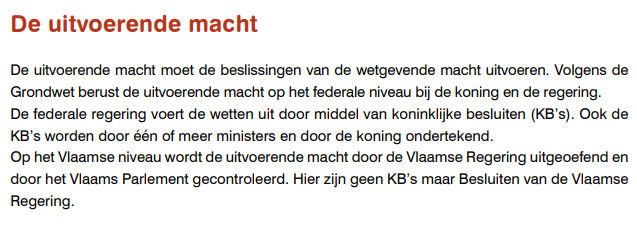 De uitvoerende macht
De uitvoerende macht moet de beslissingen van de wetgevende macht uitvoeren. Volgens de
Grondwet berust de uitvoerende macht op het federale niveau bij de koning en de regering.
De federale regering voert de wetten uit door middel van koninklijke besluiten (KB’s). Ook de
KB’s worden door één of meer ministers en door de koning ondertekend.
Op het Vlaamse niveau wordt de uitvoerende macht door de Vlaamse Regering uitgeoefend en
door het Vlaams Parlement gecontroleerd. Hier zijn geen KB’s maar Besluiten van de Vlaamse
Regering.